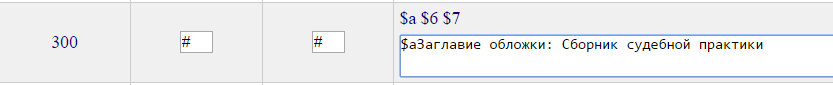 $a $6 $7
300 # #
$aЗаглавие обложки: Сборник судебной практики